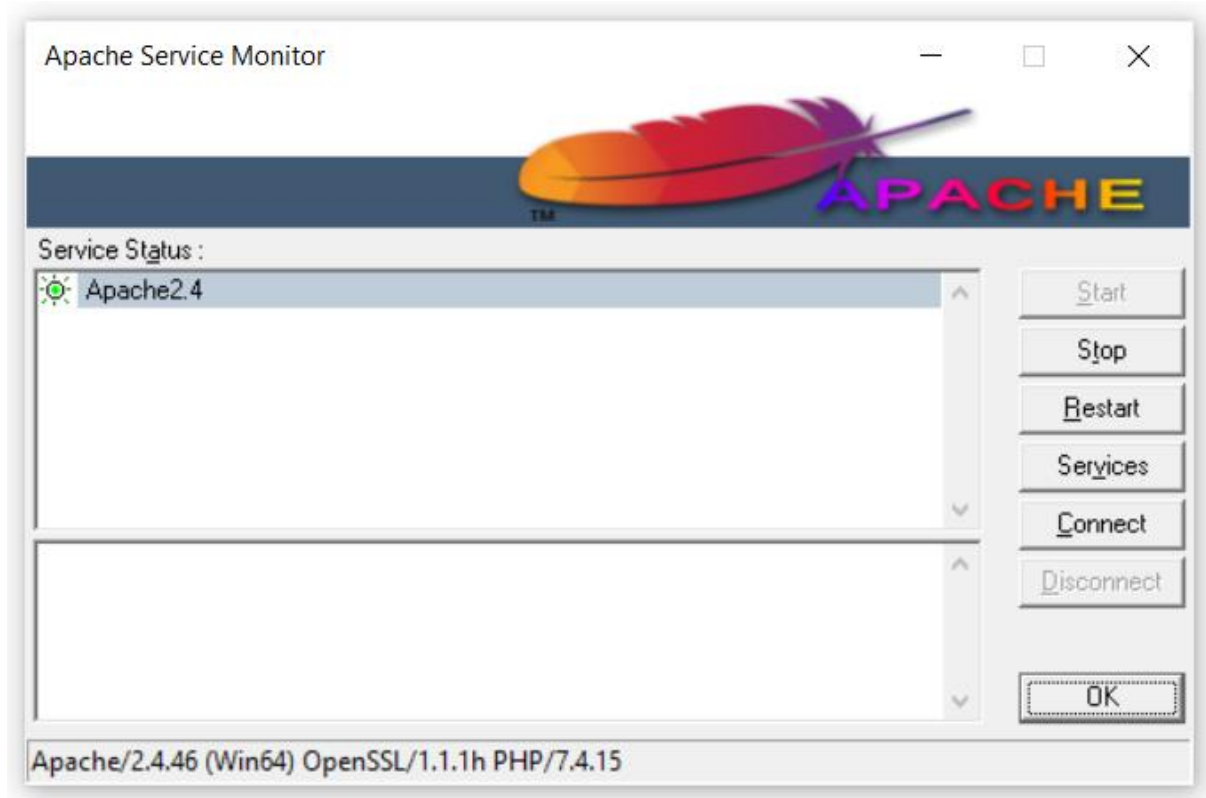 Apache Service Monitor
TM
APACHE
Service Status :
Apache2.4
Start
Stop
Restart
Services
Connect
Disconnect
OK
Apache/2.4.46 (Win64) OpenSSL/1.1.1h PHP/7.4.15